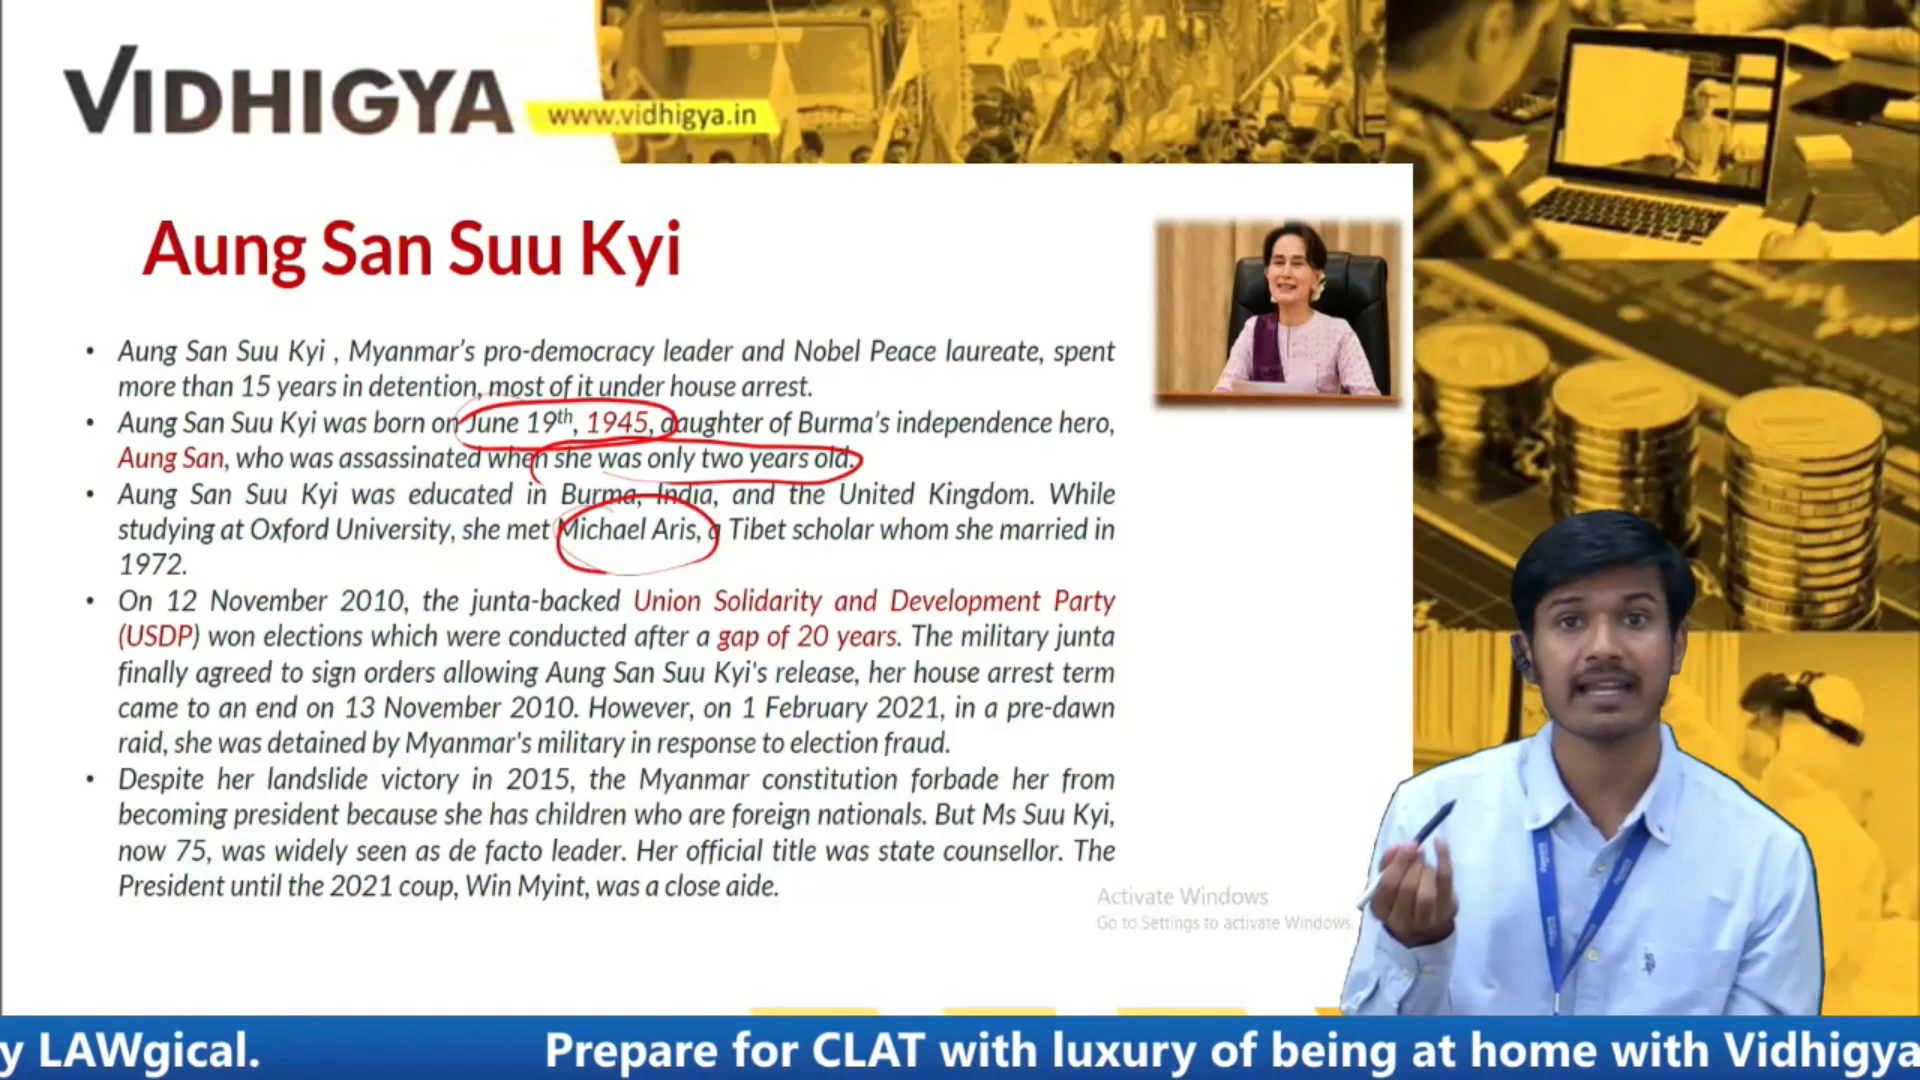 VIDHIGYA
www.vidhigya.in
Aung San Suu Kyi
• Aung San Suu Kyi , Myanmar's pro-democracy leader and Nobel Peace laureate, spent
more than 15 years in detention, most of it under house arrest.
• Aung San Suu Kyi was born on June 19th, 1945, daughter of Burma's independence hero,
Aung San, who was assassinated when she was only two years old.
• Aung San Suu Kyi was educated in Burma, India, and the United Kingdom. While
studying at Oxford University, she met Michael Aris, a Tibet scholar whom she married in
1972.
• On 12 November 2010, the junta-backed Union Solidarity and Development Party
(USDP) won elections which were conducted after a gap of 20 years. The military junta
finally agreed to sign orders allowing Aung San Suu Kyi's release, her house arrest term
came to an end on 13 November 2010. However, on 1 February 2021, in a pre-dawn
raid, she was detained by Myanmar's military in response to election fraud.
• Despite her landslide victory in 2015, the Myanmar constitution forbade her from
becoming president because she has children who are foreign nationals. But Ms Suu Kyi,
now 75, was widely seen as de facto leader. Her official title was state counsellor. The
President until the 2021 coup, Win Myint, was a close aide.
Activate Windows
Go to Settings to activate Windows.
y LAWgical. Prepare for CLAT with luxury of being at home with Vidhigya